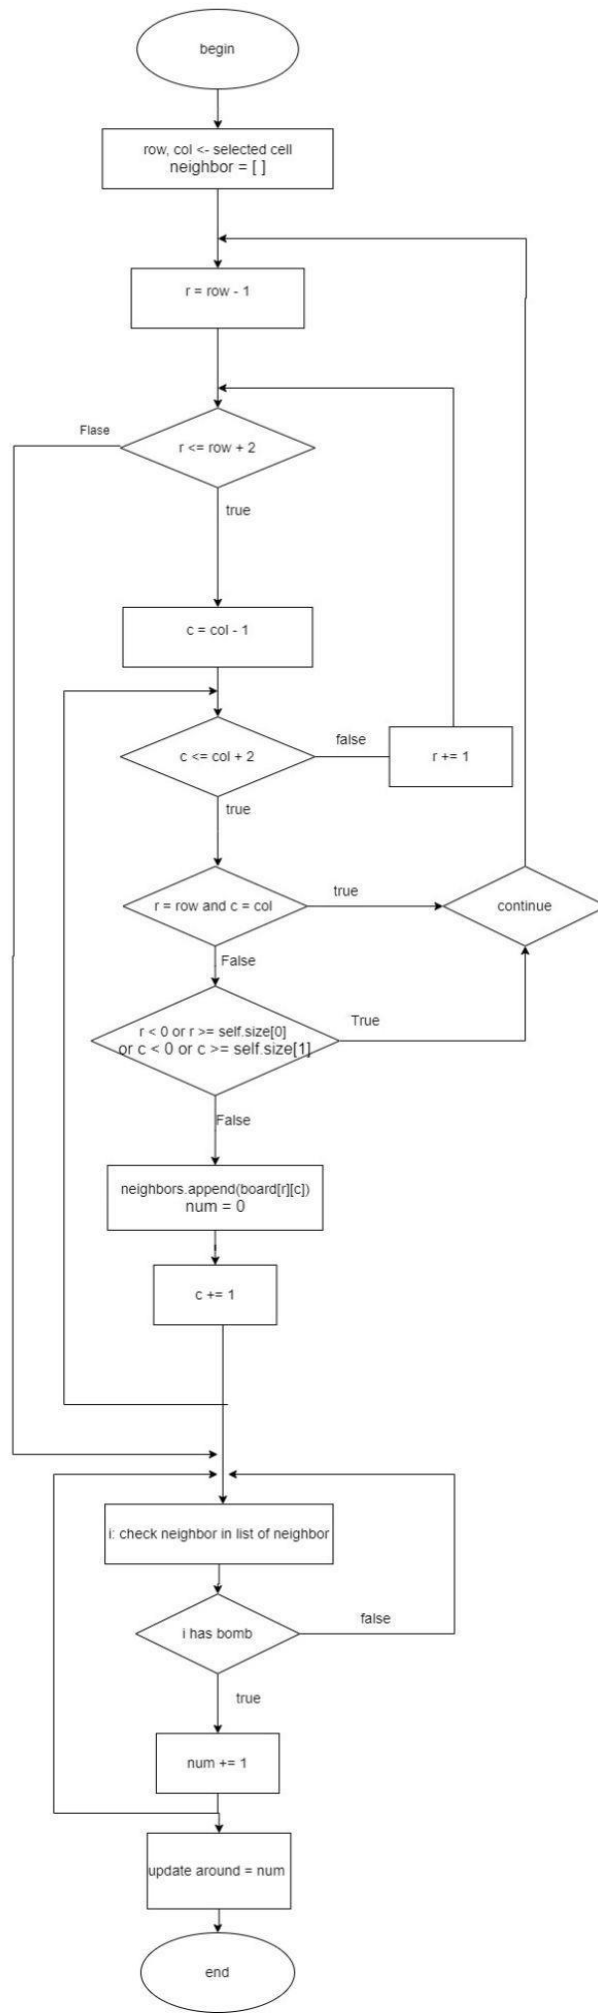 begin
row, col <- selected cell
neighbor = [ ]
r = row - 1
Flase
r <= row + 2
true
c = col - 1
c <= col + 2
false
r += 1
true
r = row and c = col
true
continue
False
r < 0 or r >= self.size[0]
or c < 0 or c >= self.size[1]
True
False
neighbors.append(board[r][c])
num = 0
c += 1
i: check neighbor in list of neighbor
i has bomb
false
true
num += 1
update around = num
end